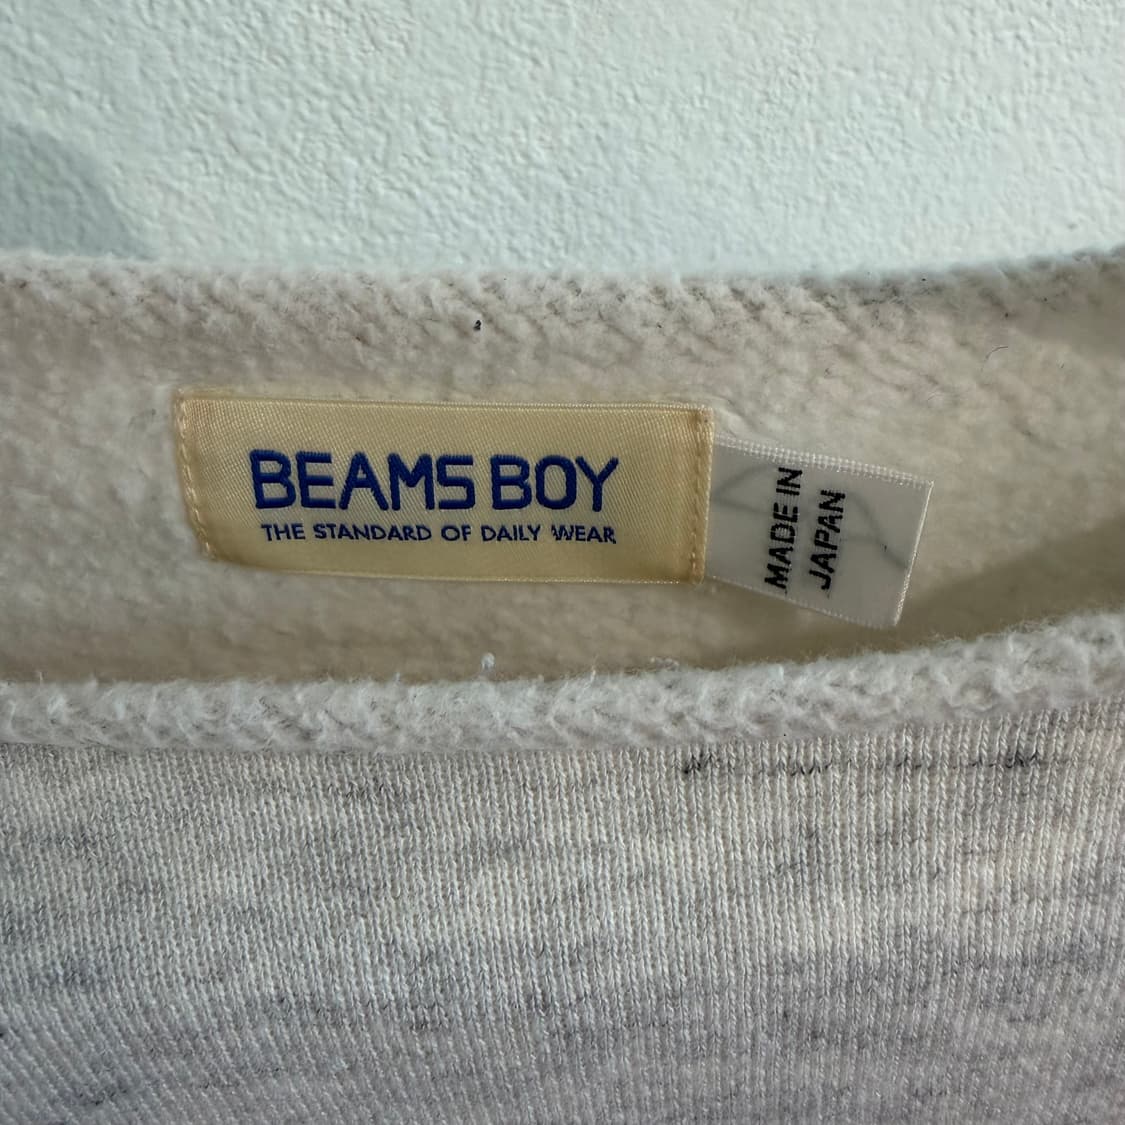 BEAMS BOY
THE STANDARD OF DAILY WEAR
MADE IN
JAPAN